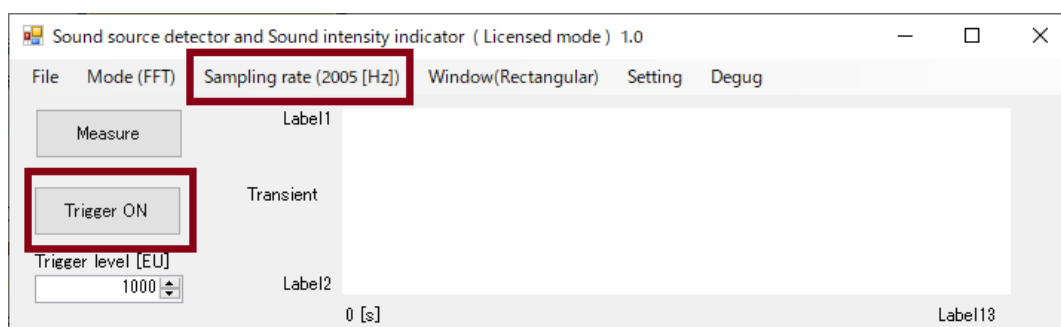 Sound source detector and Sound intensity indicator ( Licensed mode ) 1.0
File Mode (FFT) Sampling rate (2005 [Hz]) Window(Rectangular) Setting Degug
Measure
Label1
Trigger ON
Transient
Trigger level [EU]
1000
Label2
0 [s]
Label13